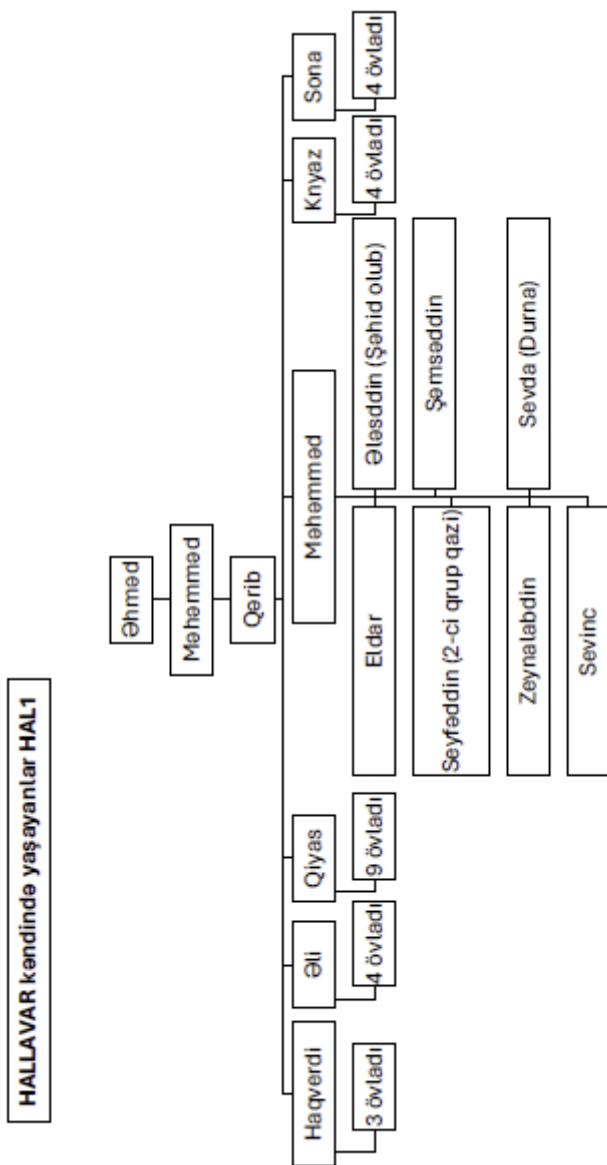 HALLAVAR kəndində yaşayanlar HAL1
Əhməd
Məhəmməd
Qərib
Haqverdi
Əli
Qiyas
Məhəmməd
Knyaz
Sona
3 övladı
4 övladı
9 övladı
Eldar
Ələsddin (Şəhid olub)
4 övladı
4 övladı
Seyfəddin (2-ci qrup qazi)
Şəmsəddin
Zeynalabdin
Sevda (Durna)
Sevinc